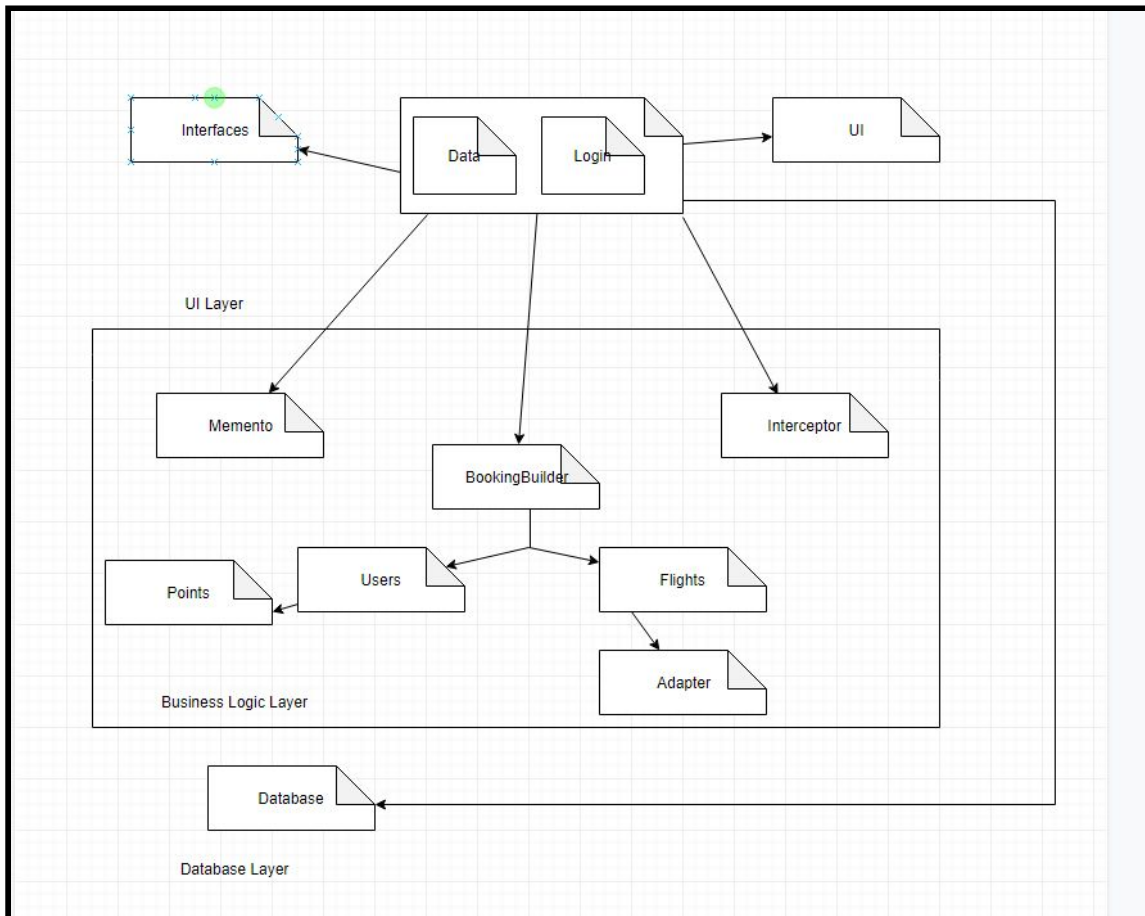 Interfaces
Data
Login
UI
UI Layer
Memento
Interceptor
BookingBuilder
Users
Flights
Points
Adapter
Business Logic Layer
Database
Database Layer